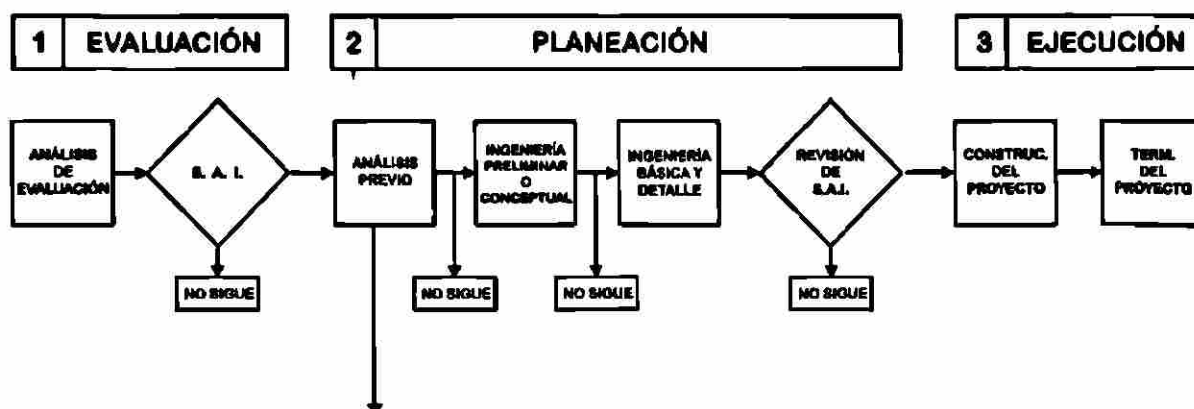 1 EVALUACIÓN
2 PLANEACIÓN
3 EJECUCIÓN
ANÁLISIS
DE
EVALUACIÓN
S. A. I.
ANÁLISIS
PREVIO
INGENIERÍA
PRELIMINAR
O
CONCEPTUAL
INGENIERÍA
BÁSICA Y
DETALLE
REVISIÓN
DE
S.A.I.
CONSTRUC.
DEL
PROYECTO
TERM.
DEL
PROYECTO
NO SIGUE
NO SIGUE
NO SIGUE
NO SIGUE